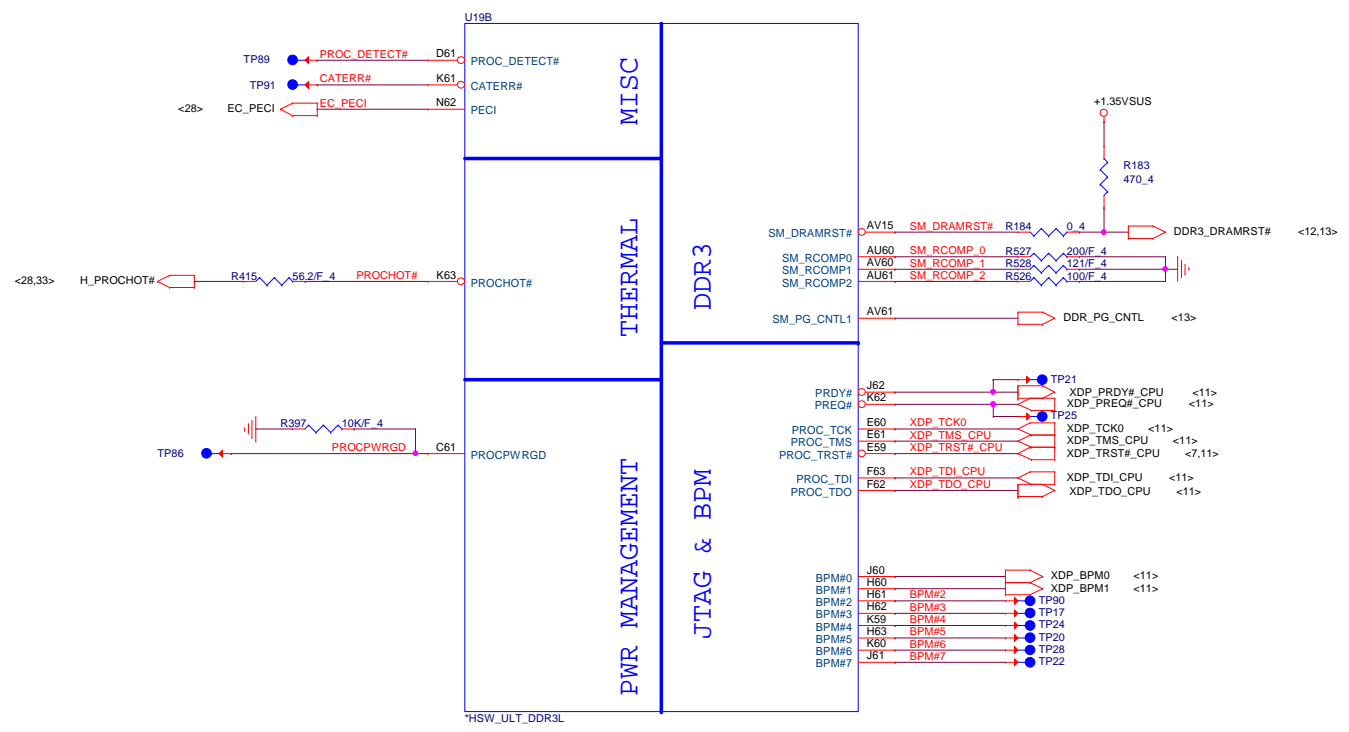 U19B
TP89 PROC_DETECT# D61 PROC_DETECT#
TP91 CATERR# K61 CATERR#
<28> EC_PECI EC_PECI N62 PECI
MISC
THERMAL
PWR MANAGEMENT
DDR3
JTAG & BPM
<28,33> H_PROCHOT# R415 56.2/F_4 PROCHOT# K63 PROCHOT#
R397 10K/F_4
TP86 PROCPWRGD C61 PROCPWRGD
+1.35VSUS
R183
470_4
SM_DRAMRST# AV15 SM_DRAMRST# R184 0_4 DDR3_DRAMRST# <12,13>
SM_RCOMP0 AU60 SM_RCOMP_0 R527 200/F_4
SM_RCOMP1 AV60 SM_RCOMP_1 R528 121/F_4
SM_RCOMP2 AU61 SM_RCOMP_2 R526 100/F_4
SM_PG_CNTL1 AV61 DDR_PG_CNTL <13>
TP21
PRDY# J62 XDP_PRDY#_CPU <11>
PREQ# K62 XDP_PREQ#_CPU <11>
TP25
PROC_TCK E60 XDP_TCK0 XDP_TCK0 <11>
PROC_TMS E61 XDP_TMS_CPU XDP_TMS_CPU <11>
PROC_TRST# E59 XDP_TRST#_CPU XDP_TRST#_CPU <7,11>
PROC_TDI F63 XDP_TDI_CPU XDP_TDI_CPU <11>
PROC_TDO F62 XDP_TDO_CPU XDP_TDO_CPU <11>
BPM#0 J60 XDP_BPM0 <11>
BPM#1 H60 XDP_BPM1 <11>
BPM#2 H61 BPM#2 TP90
BPM#3 H62 BPM#3 TP17
BPM#4 K59 BPM#4 TP24
BPM#5 H63 BPM#5 TP20
BPM#6 K60 BPM#6 TP28
BPM#7 J61 BPM#7 TP22
*HSW_ULT_DDR3L